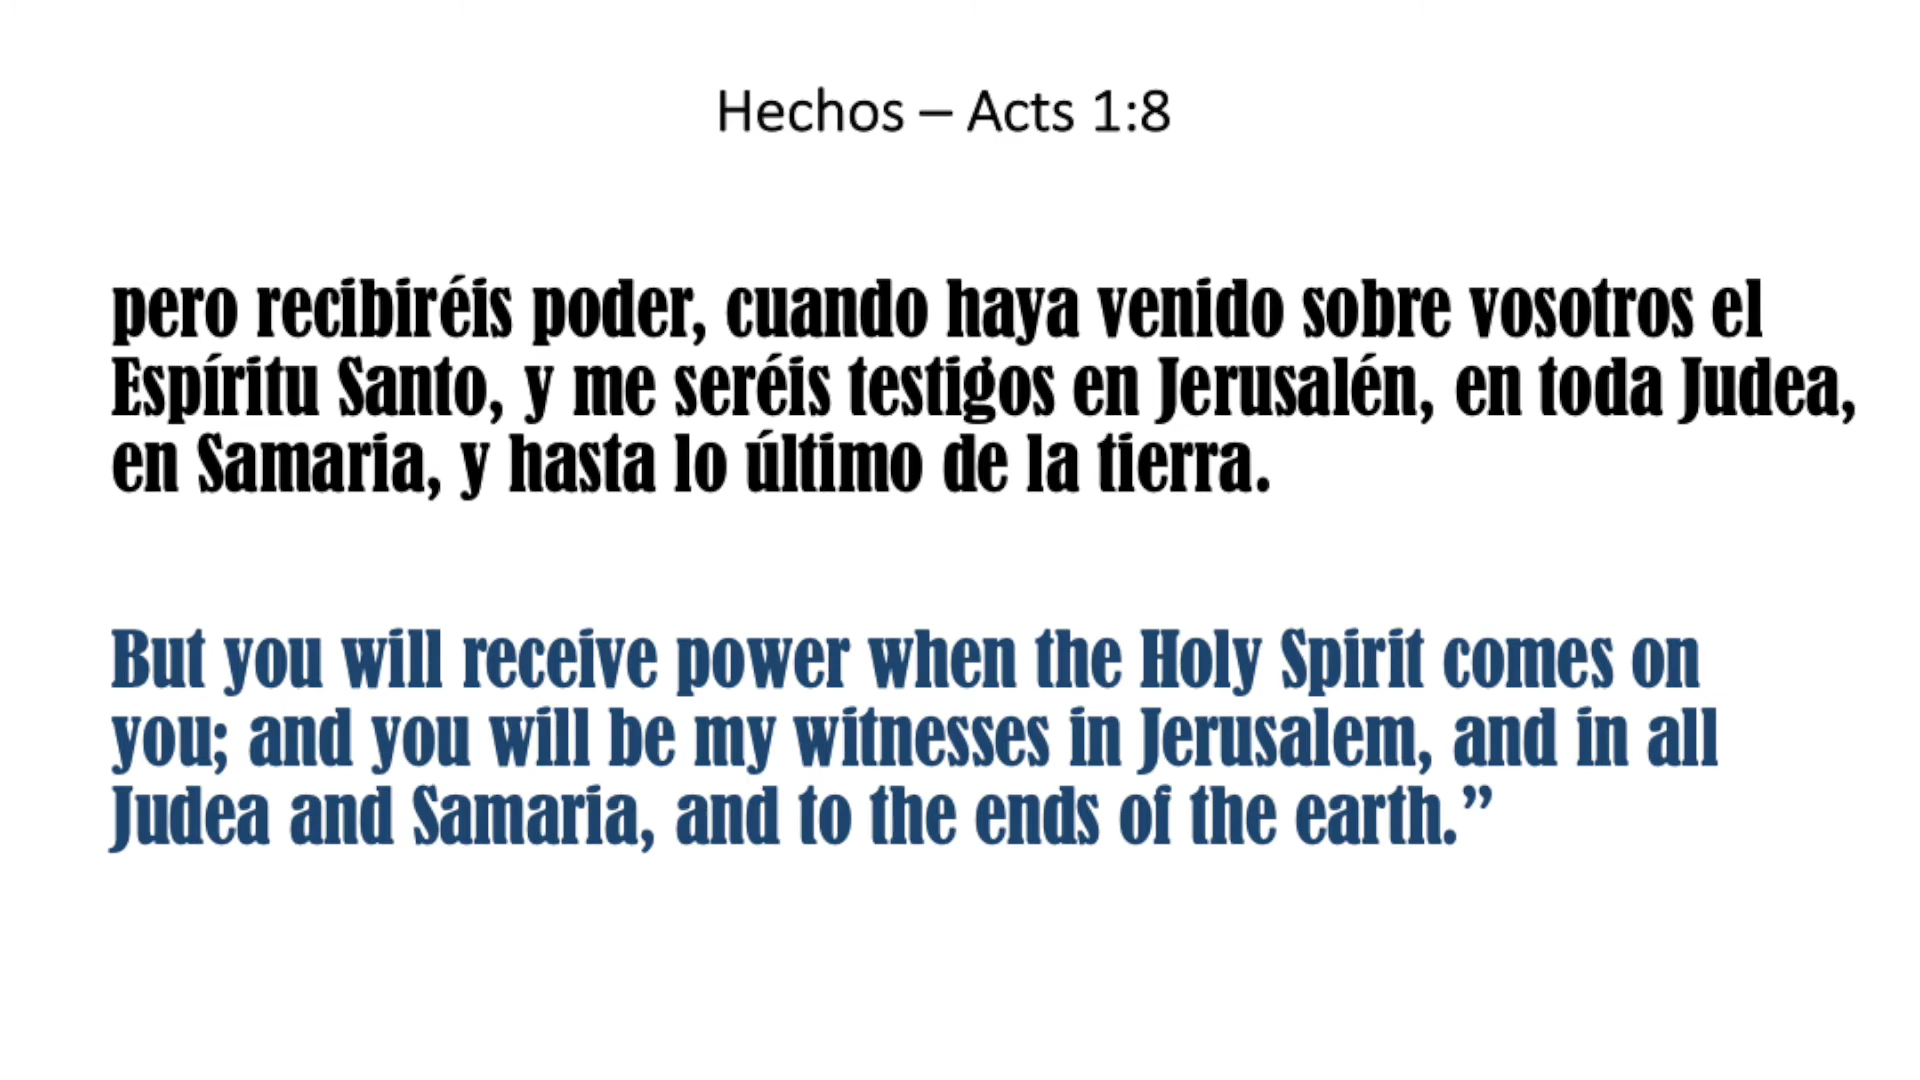 Hechos – Acts 1:8
pero recibiréis poder, cuando haya venido sobre vosotros el
Espíritu Santo, y me seréis testigos en Jerusalén, en toda Judea,
en Samaria, y hasta lo último de la tierra.
But you will receive power when the Holy Spirit comes on
you; and you will be my witnesses in Jerusalem, and in all
Judea and Samaria, and to the ends of the earth.”